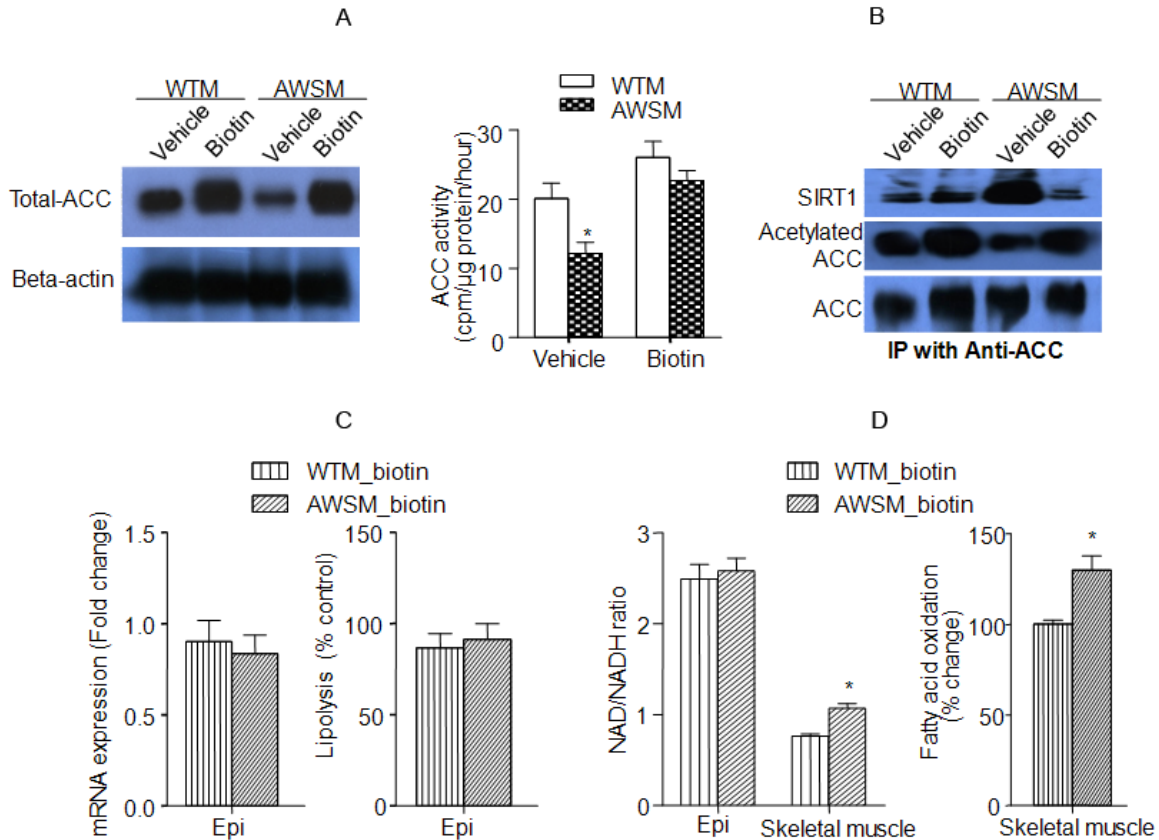 A
WTM AWSM
Vehicle Biotin Vehicle Biotin
Total-ACC
Beta-actin
WTM
AWSM
ACC activity
(cpm/µg protein/hour)
30
20
10
0
*
Vehicle Biotin
B
WTM AWSM
Vehicle Biotin Vehicle Biotin
SIRT1
Acetylated
ACC
ACC
IP with Anti-ACC
C
WTM_biotin
AWSM_biotin
mRNA expression (Fold change)
1.5
1.0
0.5
0.0
Epi
Lipolysis (% control)
150
100
50
0
Epi
D
WTM_biotin
AWSM_biotin
NAD/NADH ratio
3
2
1
0
*
Epi Skeletal muscle
Fatty acid oxidation
(% change)
150
100
50
0
*
Skeletal muscle